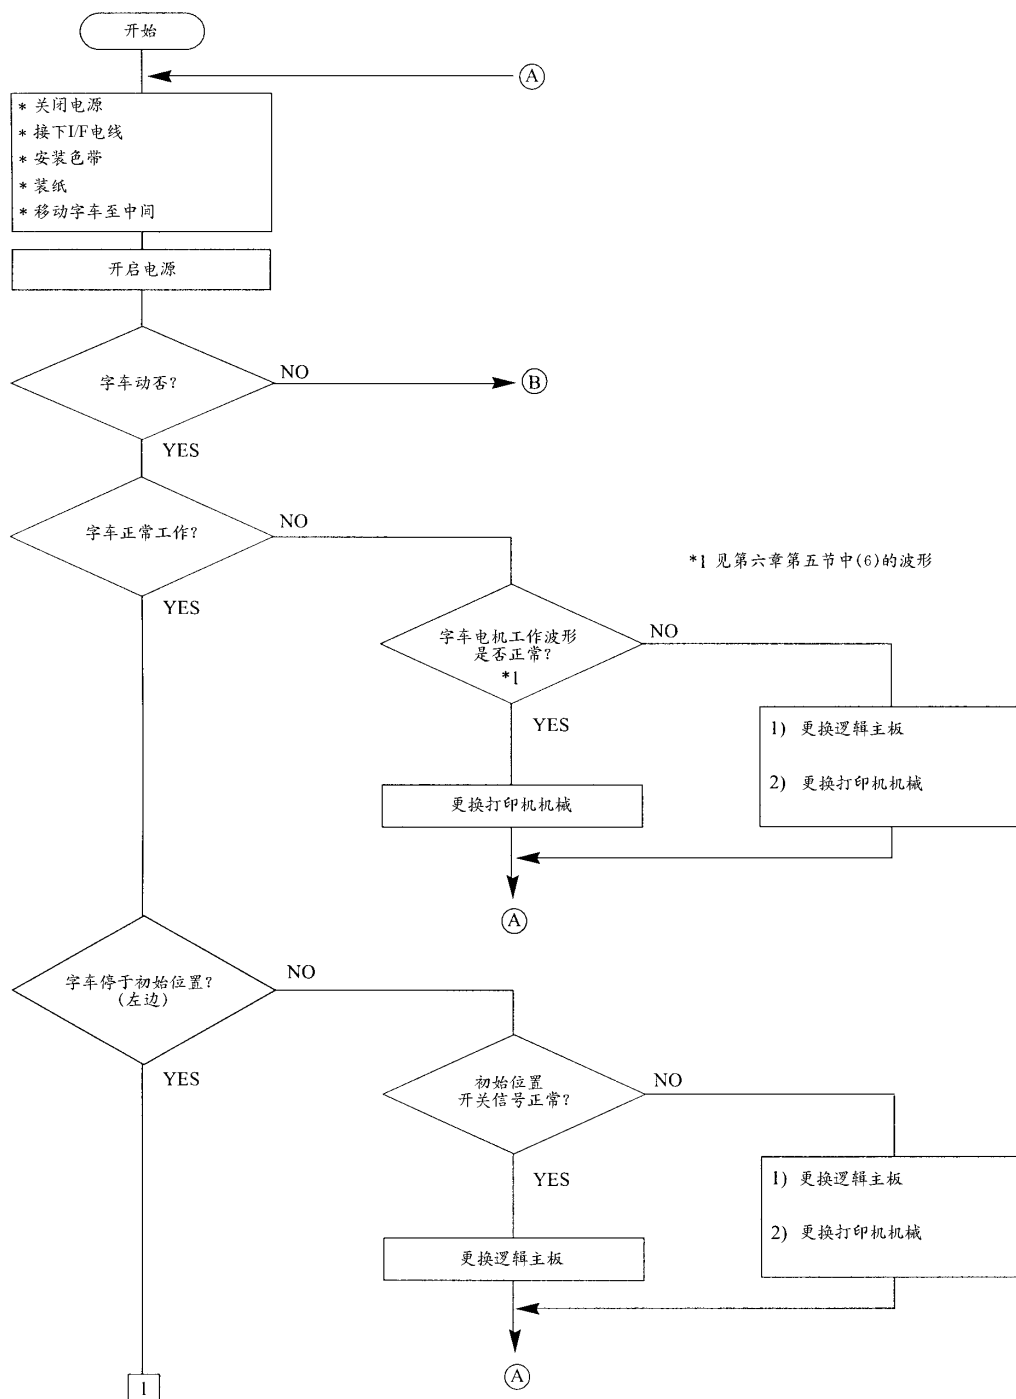 开始
A
* 关闭电源
* 接下I/F电线
* 安装色带
* 装纸
* 移动字车至中间
开启电源
字车动否?
NO
B
YES
字车正常工作?
NO
*1 见第六章第五节中(6)的波形
YES
字车电机工作波形
是否正常?
*1
NO
YES
1) 更换逻辑主板
2) 更换打印机机械
更换打印机机械
A
字车停于初始位置?
(左边)
NO
YES
初始位置
开关信号正常?
NO
YES
1) 更换逻辑主板
2) 更换打印机机械
更换逻辑主板
A
1